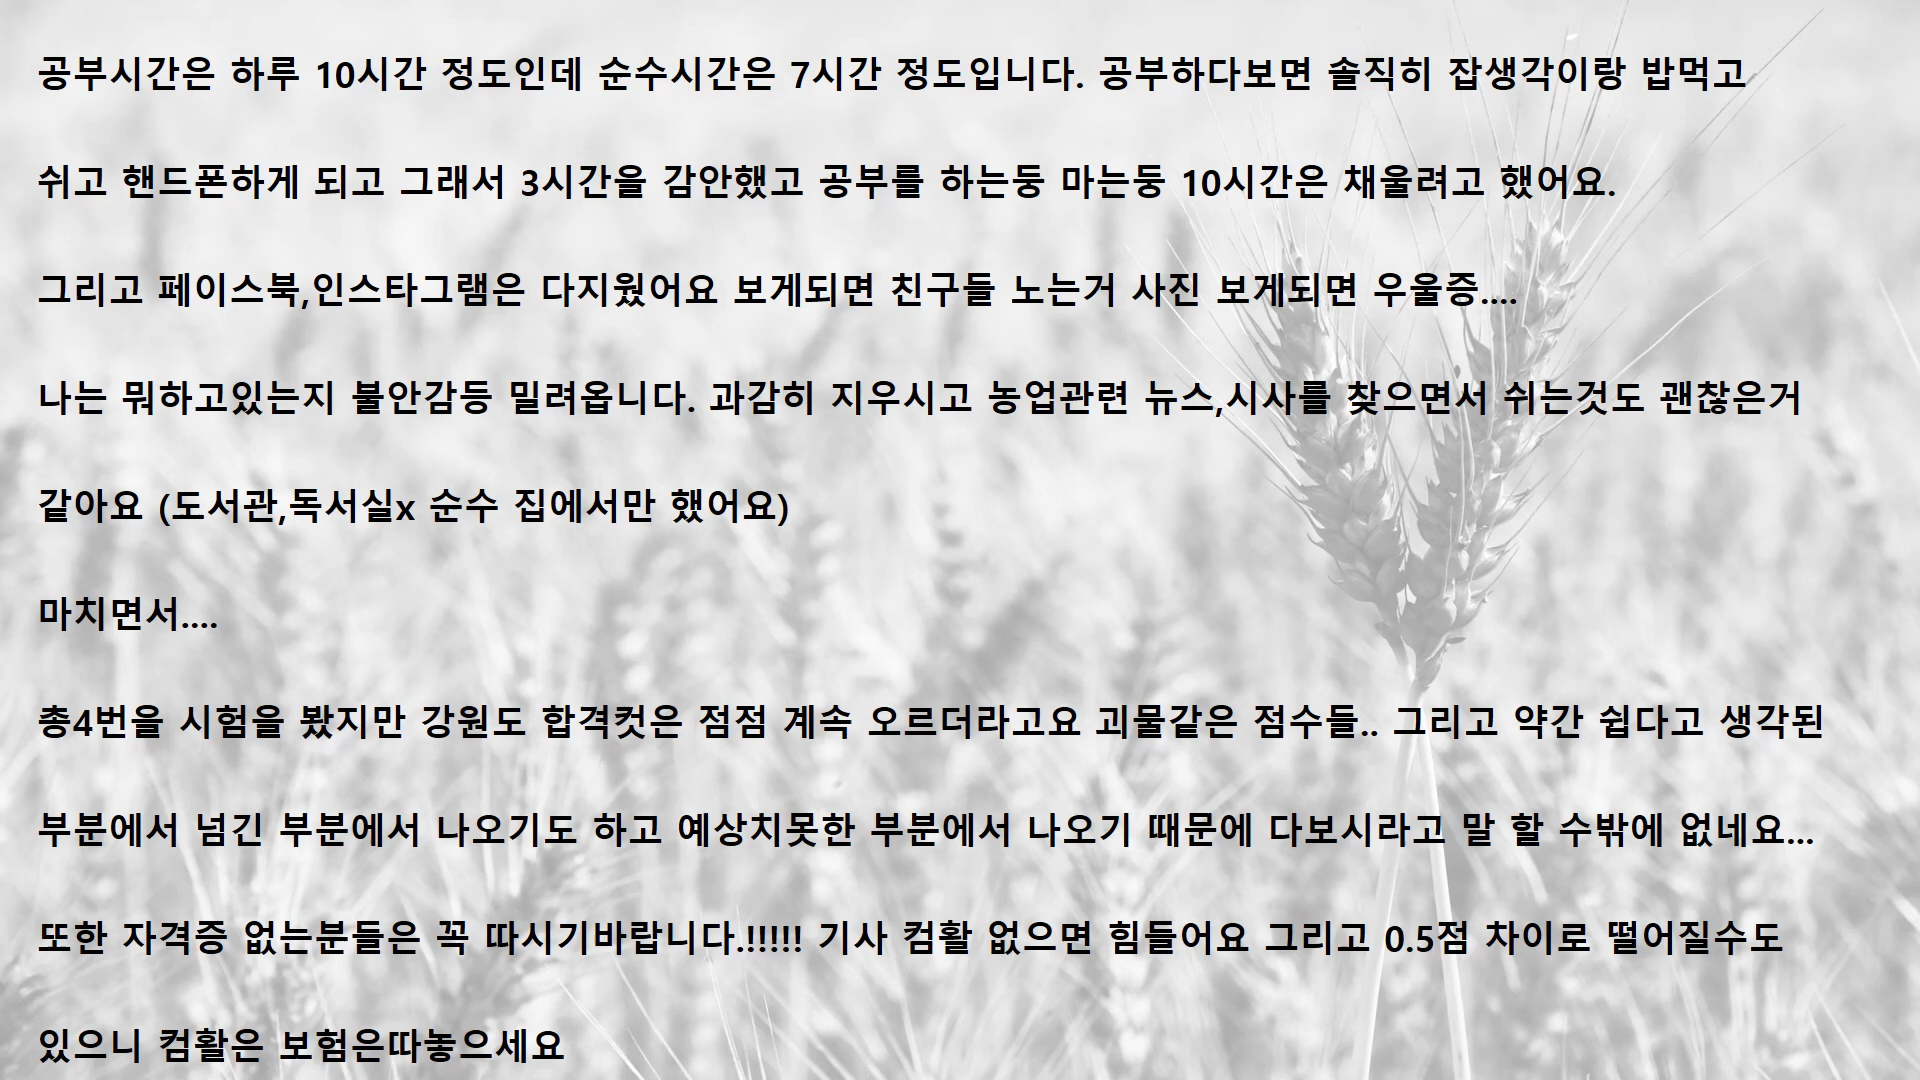 공부시간은 하루 10시간 정도인데 순수시간은 7시간 정도입니다. 공부하다보면 솔직히 잡생각이랑 밥먹고
쉬고 핸드폰하게 되고 그래서 3시간을 감안했고 공부를 하는둥 마는둥 10시간은 채울려고 했어요.
그리고 페이스북,인스타그램은 다지웠어요 보게되면 친구들 노는거 사진 보게되면 우울증....
나는 뭐하고있는지 불안감등 밀려옵니다. 과감히 지우시고 농업관련 뉴스,시사를 찾으면서 쉬는것도 괜찮은거
같아요 (도서관,독서실x 순수 집에서만 했어요)
마치면서....
총4번을 시험을 봤지만 강원도 합격컷은 점점 계속 오르더라고요 괴물같은 점수들.. 그리고 약간 쉽다고 생각된
부분에서 넘긴 부분에서 나오기도 하고 예상치못한 부분에서 나오기 때문에 다보시라고 말 할 수밖에 없네요...
또한 자격증 없는분들은 꼭 따시기바랍니다.!!!!! 기사 컴활 없으면 힘들어요 그리고 0.5점 차이로 떨어질수도
있으니 컴활은 보험은따놓으세요